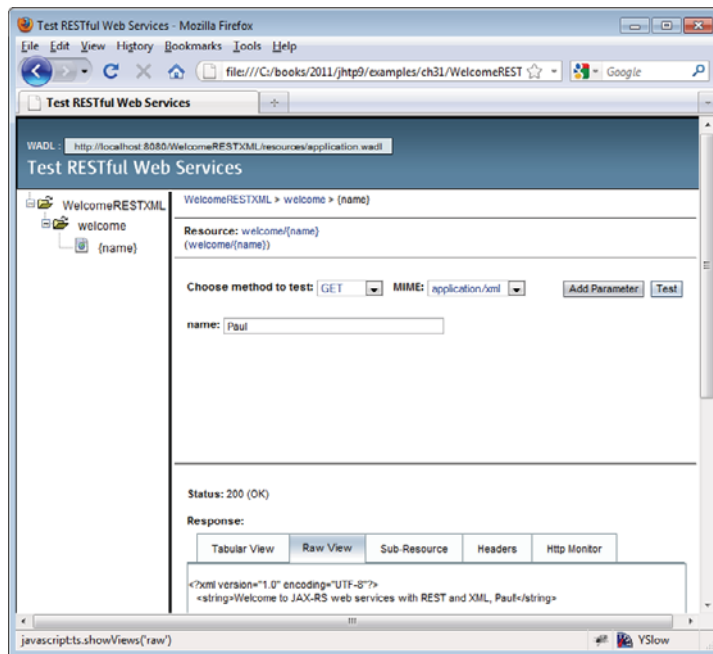 Test RESTful Web Services - Mozilla Firefox
File Edit View History Bookmarks Tools Help
file:///C:/books/2011/jhtp9/examples/ch31/WelcomeREST
Google
Test RESTful Web Services
WADL : http://localhost:8080/WelcomeRESTXML/resources/application.wadl
Test RESTful Web Services
WelcomeRESTXML
welcome
{name}
WelcomeRESTXML > welcome > {name}
Resource: welcome/{name}
(welcome/{name})
Choose method to test: GET MIME: application/xml Add Parameter Test
name: Paul
Status: 200 (OK)
Response:
Tabular View Raw View Sub-Resource Headers Http Monitor
<?xml version="1.0" encoding="UTF-8"?>
<string>Welcome to JAX-RS web services with REST and XML, Paul!</string>
javascript:ts.showViews('raw')
YSlow